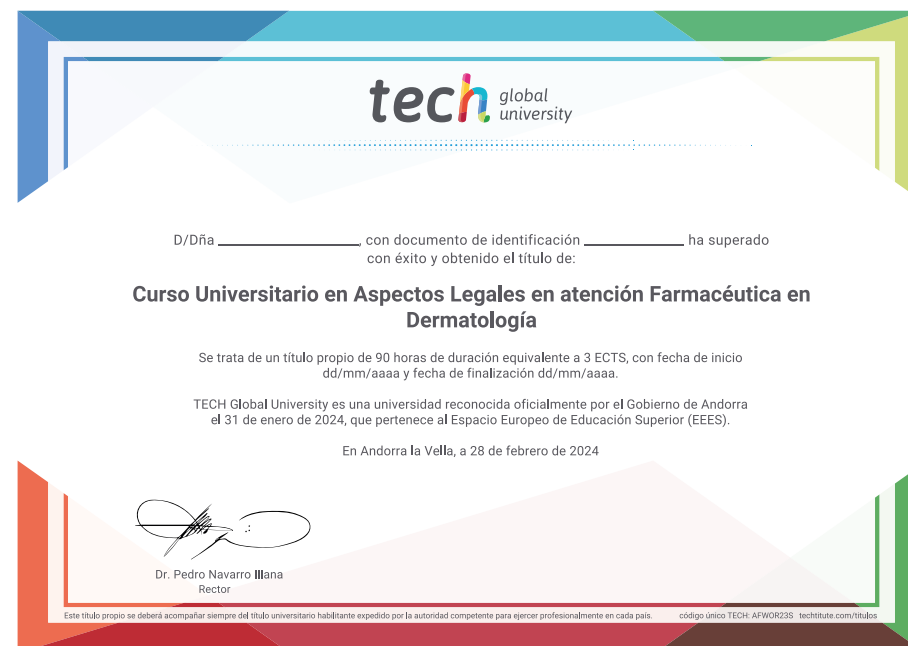 tech global university
D/Dña ____________________, con documento de identificación ______________ ha superado
con éxito y obtenido el título de:
Curso Universitario en Aspectos Legales en atención Farmacéutica en
Dermatología
Se trata de un título propio de 90 horas de duración equivalente a 3 ECTS, con fecha de inicio
dd/mm/aaaa y fecha de finalización dd/mm/aaaa.
TECH Global University es una universidad reconocida oficialmente por el Gobierno de Andorra
el 31 de enero de 2024, que pertenece al Espacio Europeo de Educación Superior (EEES).
En Andorra la Vella, a 28 de febrero de 2024
Dr. Pedro Navarro Illana
Rector
Este título propio se deberá acompañar siempre del título universitario habilitante expedido por la autoridad competente para ejercer profesionalmente en cada país. código único TECH: AFWOR23S techtitute.com/titulos